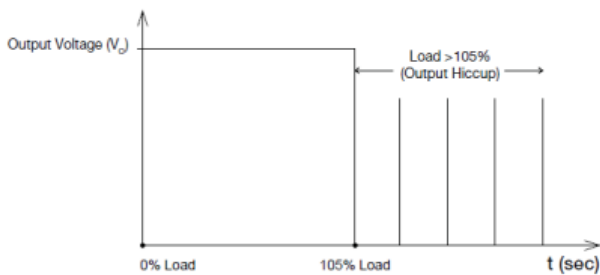 Output Voltage (Vo)
Load >105%
(Output Hiccup)
0% Load
105% Load
t (sec)